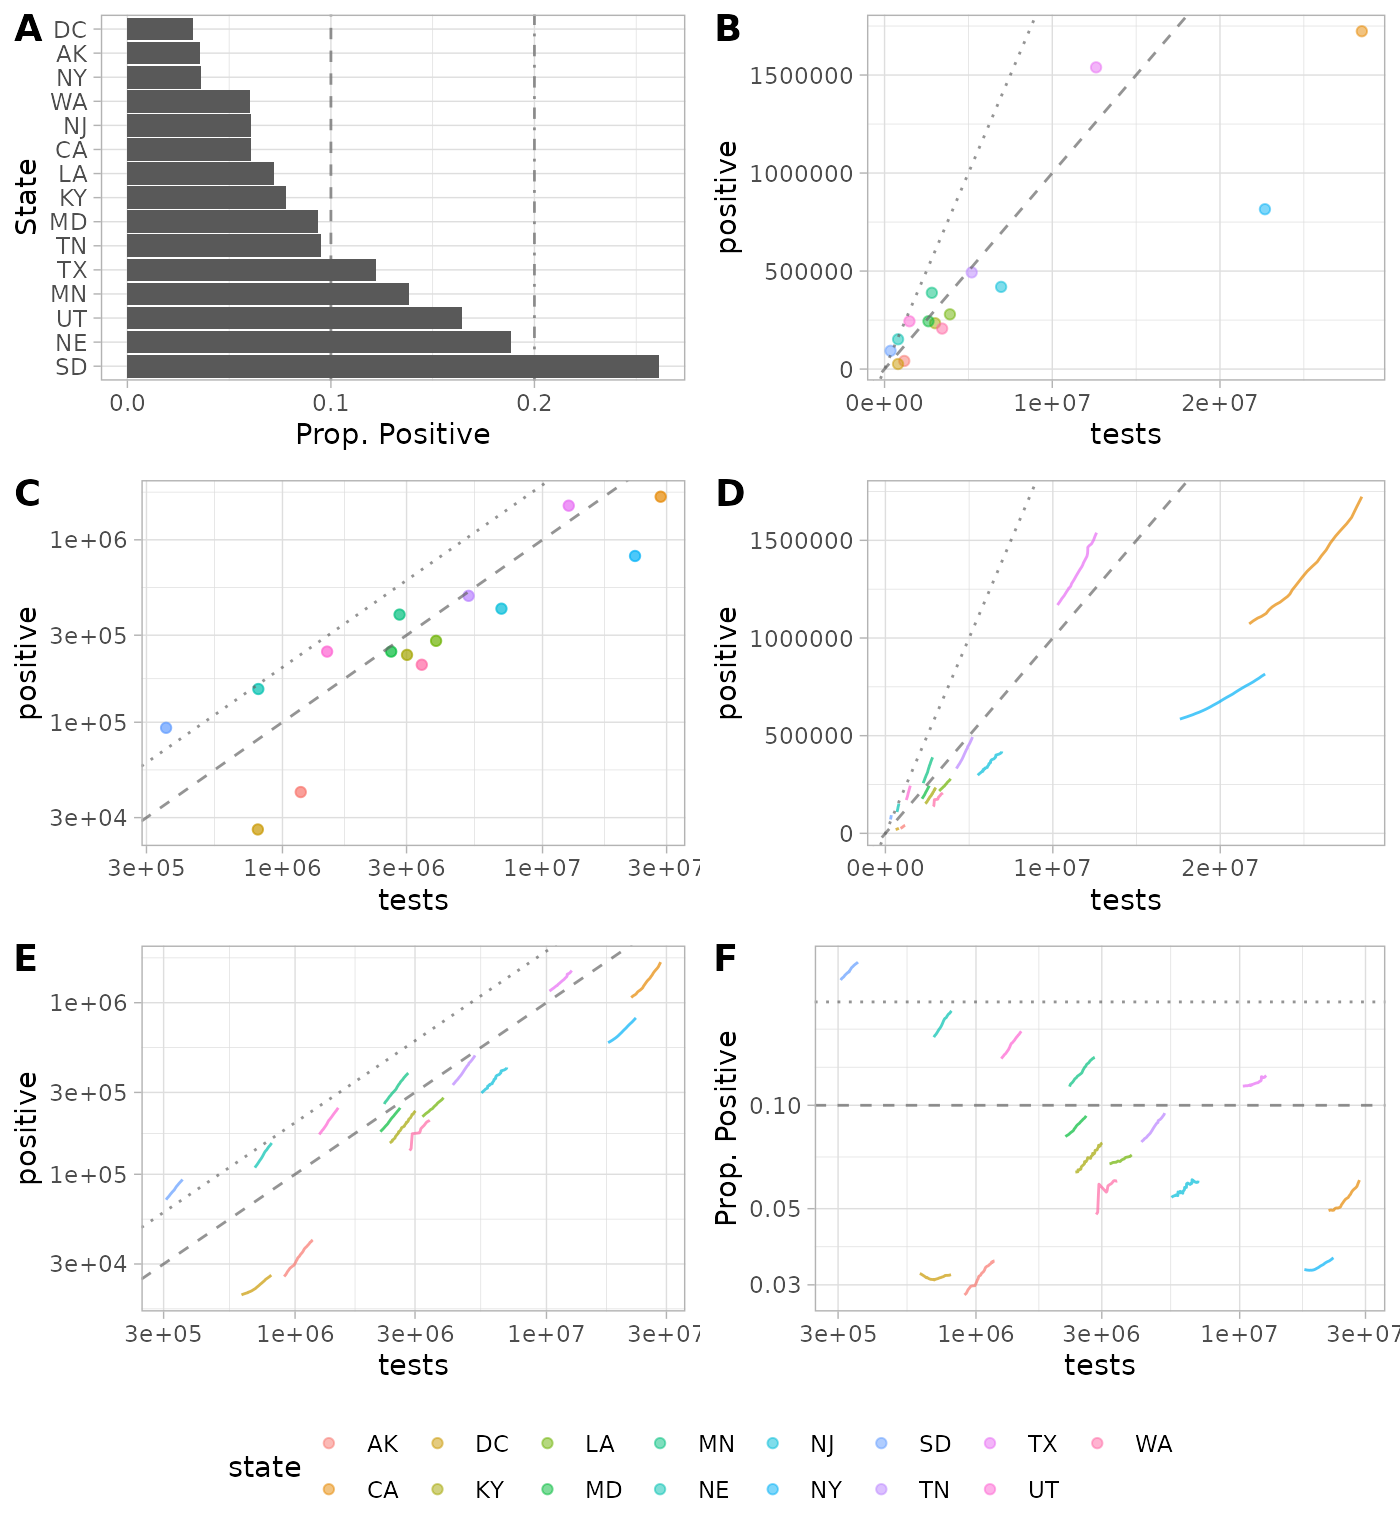 A
State
DC
AK
NY
WA
NJ
CA
LA
KY
MD
TN
TX
MN
UT
NE
SD
0.0 0.1 0.2
Prop. Positive
B
positive
1500000
1000000
500000
0
0e+00 1e+07 2e+07
tests
C
positive
1e+06
3e+05
1e+05
3e+04
3e+05 1e+06 3e+06 1e+07 3e+07
tests
D
positive
1500000
1000000
500000
0
0e+00 1e+07 2e+07
tests
E
positive
1e+06
3e+05
1e+05
3e+04
3e+05 1e+06 3e+06 1e+07 3e+07
tests
F
Prop. Positive
0.10
0.05
0.03
3e+05 1e+06 3e+06 1e+07 3e+07
tests
state
AK DC LA MN NJ SD TX WA
CA KY MD NE NY TN UT